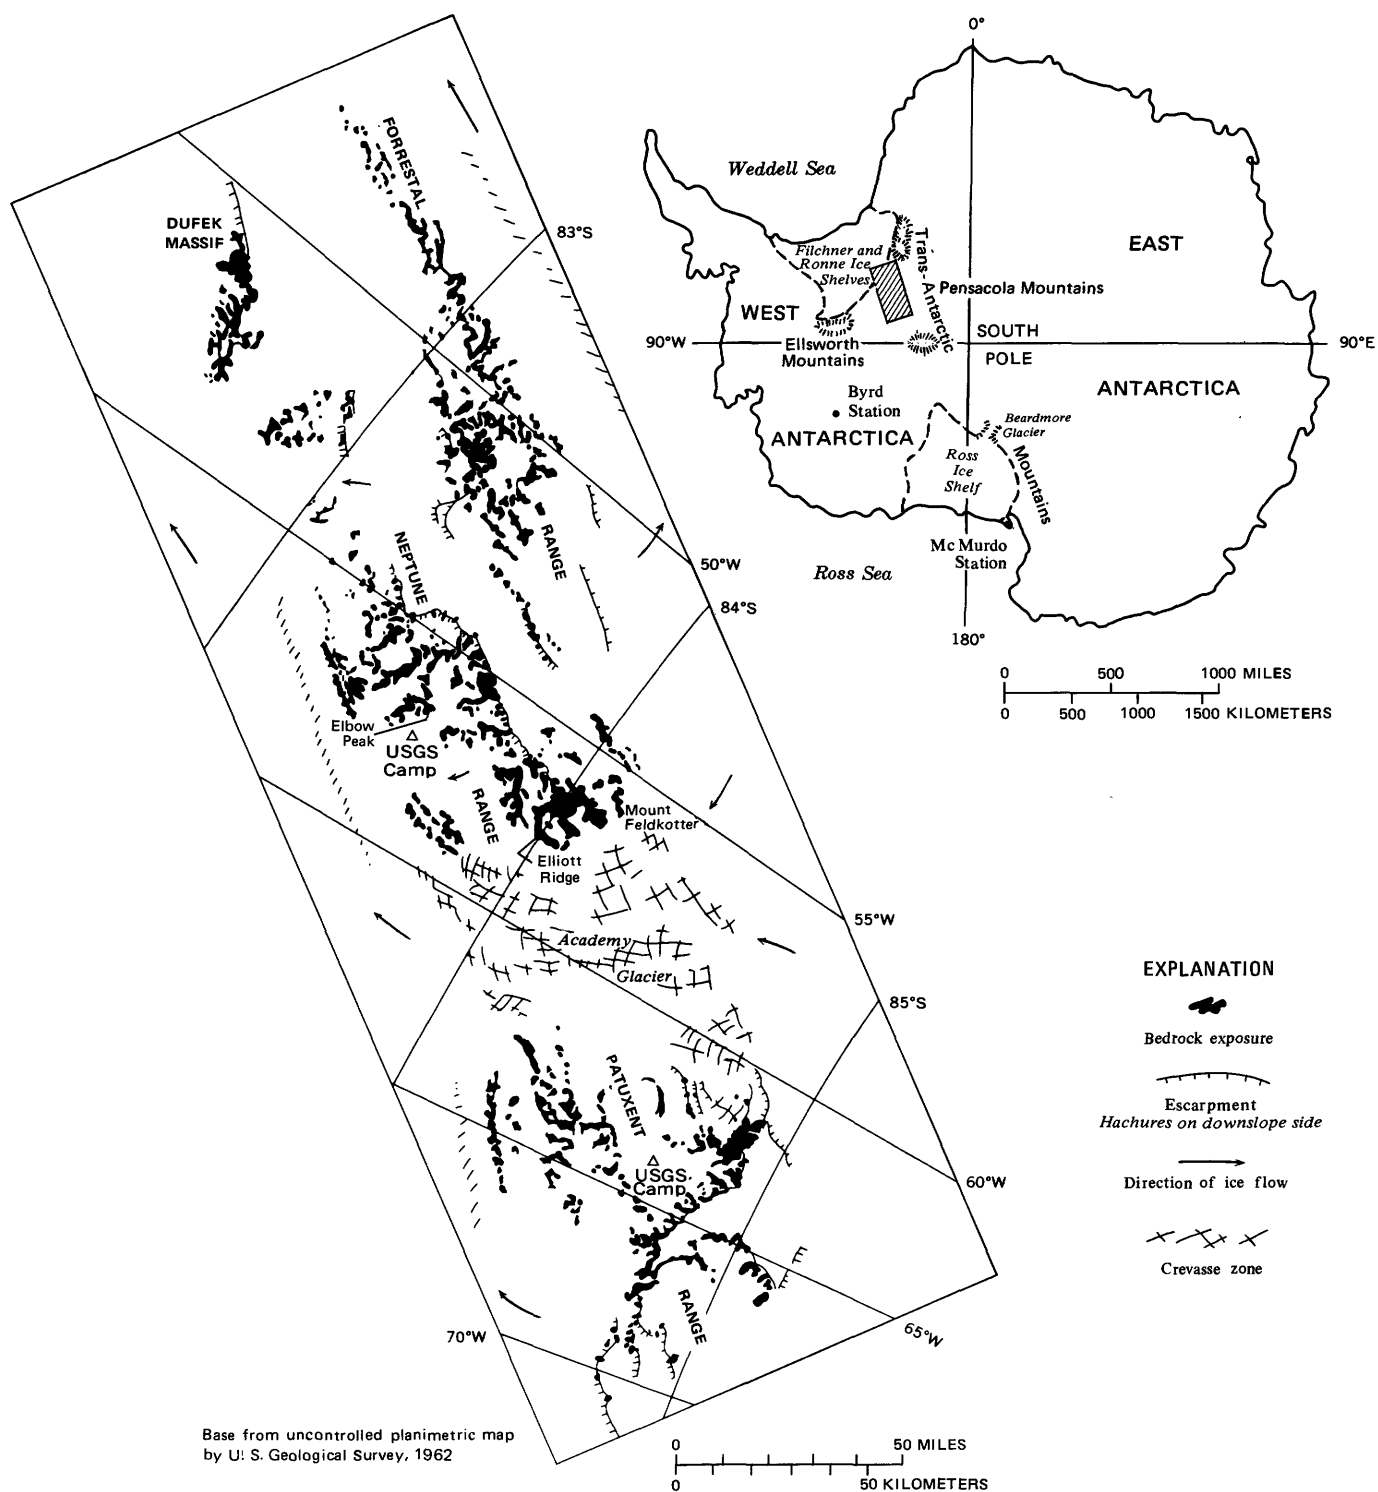 0°
FORRESTAL
RANGE
DUFEK
MASSIF
83°S
NEPTUNE
RANGE
50°W
84°S
Elbow
Peak
USGS
Camp
Mount
Feldkotter
Elliott
Ridge
55°W
Academy
Glacier
85°S
PATUXENT
RANGE
USGS
Camp
60°W
65°W
70°W
Base from uncontrolled planimetric map
by U. S. Geological Survey, 1962
0 50 MILES
0 50 KILOMETERS
Weddell Sea
Filchner and
Ronne Ice
Shelves
Trans-Antarctic
Mountains
EAST
ANTARCTICA
Pensacola Mountains
WEST
ANTARCTICA
90°W
Ellsworth
Mountains
SOUTH
POLE
90°E
Byrd
Station
Beardmore
Glacier
Ross
Ice
Shelf
Mc Murdo
Station
Ross Sea
180°
0 500 1000 MILES
0 500 1000 1500 KILOMETERS
EXPLANATION
Bedrock exposure
Escarpment
Hachures on downslope side
Direction of ice flow
Crevasse zone